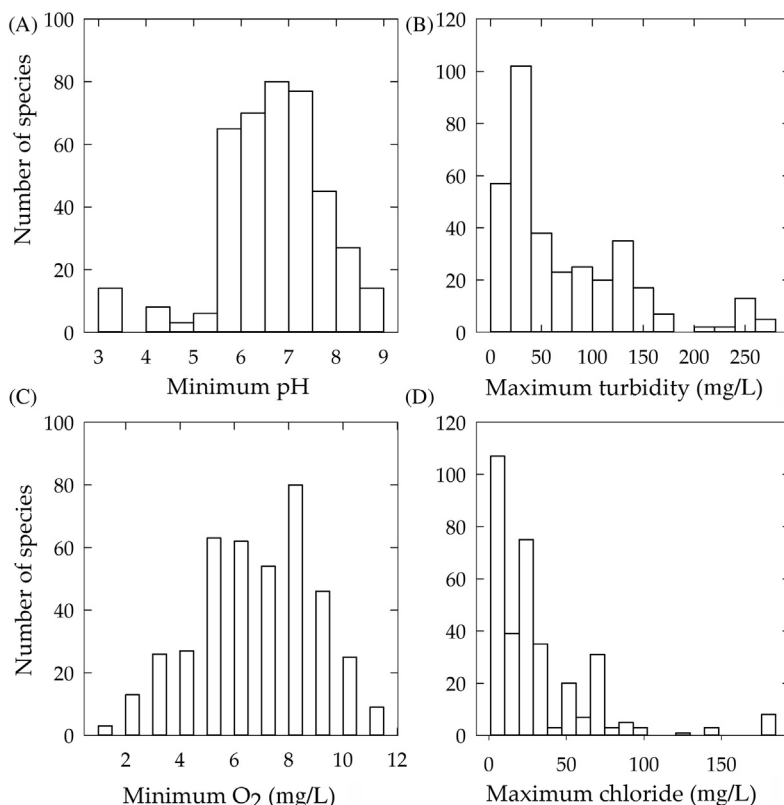 (A)
100
80
60
40
20
0
Number of species
3 4 5 6 7 8 9
Minimum pH
(B)
120
100
80
60
40
20
0
0 50 100 150 200 250
Maximum turbidity (mg/L)
(C)
100
80
60
40
20
0
Number of species
2 4 6 8 10 12
Minimum O₂ (mg/L)
(D)
120
100
80
60
40
20
0
0 50 100 150
Maximum chloride (mg/L)